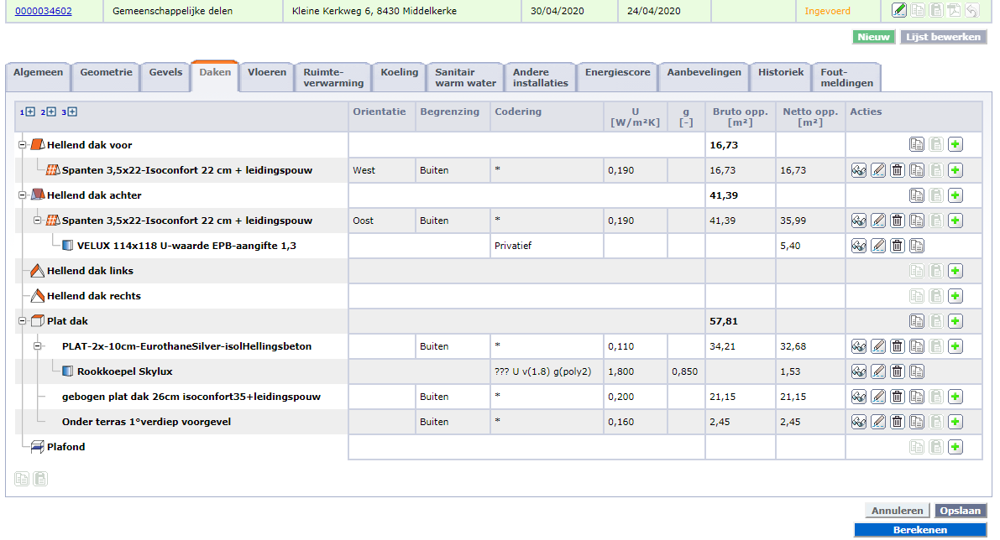 0000034602 Gemeenschappelijke delen Kleine Kerkweg 6, 8430 Middelkerke 30/04/2020 24/04/2020 Ingevoerd
Nieuw Lijst bewerken
Algemeen Geometrie Gevels Daken Vloeren Ruimte- Koeling Sanitair Andere Energiescore Aanbevelingen Historiek Fout-
verwarming warm water installaties meldingen
1 2 3 Orientatie Begrenzing Codering U g Bruto opp. Netto opp. Acties
[W/m²K] [-] [m²] [m²]
Hellend dak voor 16,73
Spanten 3,5x22-Isoconfort 22 cm + leidingspouw West Buiten * 0,190 16,73 16,73
Hellend dak achter 41,39
Spanten 3,5x22-Isoconfort 22 cm + leidingspouw Oost Buiten * 0,190 41,39 35,99
VELUX 114x118 U-waarde EPB-aangifte 1,3 Privatief 5,40
Hellend dak links
Hellend dak rechts
Plat dak 57,81
PLAT-2x-10cm-EurothaneSilver-isolHellingsbeton Buiten * 0,110 34,21 32,68
Rookkoepel Skylux ??? U v(1.8) g(poly2) 1,800 0,850 1,53
gebogen plat dak 26cm isoconfort35+leidingspouw Buiten * 0,200 21,15 21,15
Onder terras 1°verdiep voorgevel Buiten * 0,160 2,45 2,45
Plafond
Annuleren Opslaan
Berekenen